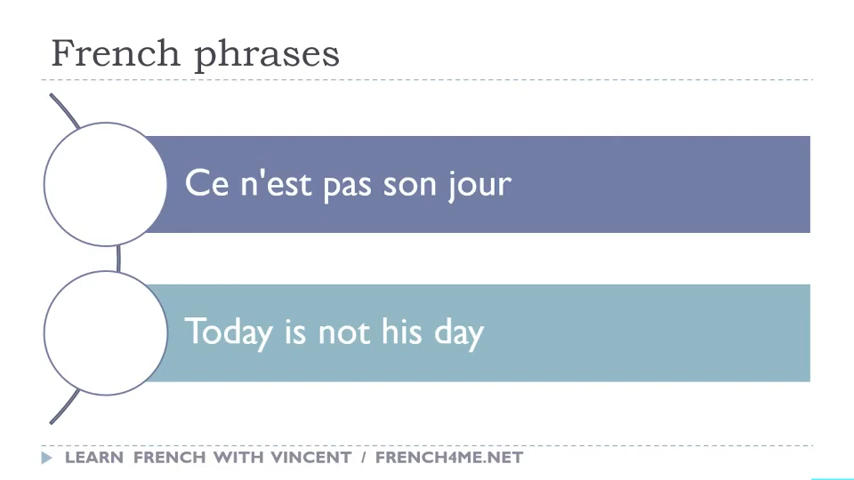 French phrases
Ce n'est pas son jour
Today is not his day
LEARN FRENCH WITH VINCENT / FRENCH4ME.NET